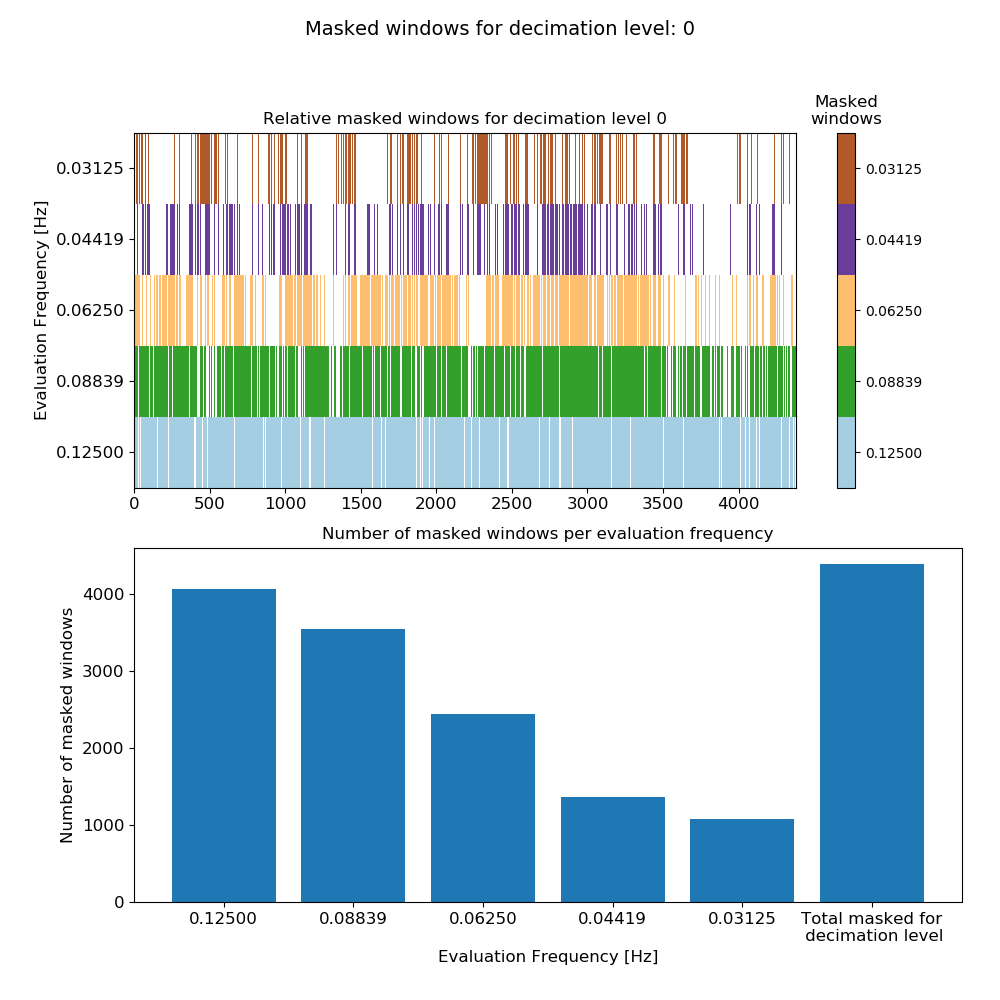 Masked windows for decimation level: 0
Masked
windows
Relative masked windows for decimation level 0
0.03125
0.04419
0.06250
0.08839
0.12500
Evaluation Frequency [Hz]
0.03125
0.04419
0.06250
0.08839
0.12500
0 500 1000 1500 2000 2500 3000 3500 4000
Number of masked windows per evaluation frequency
4000
3000
2000
1000
0
Number of masked windows
0.12500 0.08839 0.06250 0.04419 0.03125 Total masked for
decimation level
Evaluation Frequency [Hz]